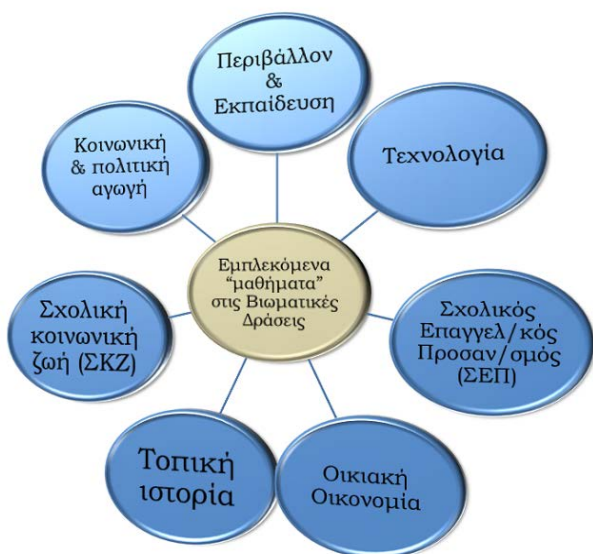 Περιβάλλον
&
Εκπαίδευση
Τεχνολογία
Σχολικός
Επαγγελ/κός
Προσαν/σμός
(ΣΕΠ)
Οικιακή
Οικονομία
Τοπική
ιστορία
Σχολική
κοινωνική
ζωή (ΣΚΖ)
Κοινωνική
& πολιτική
αγωγή
Εμπλεκόμενα
“μαθήματα”
στις Βιωματικές
Δράσεις